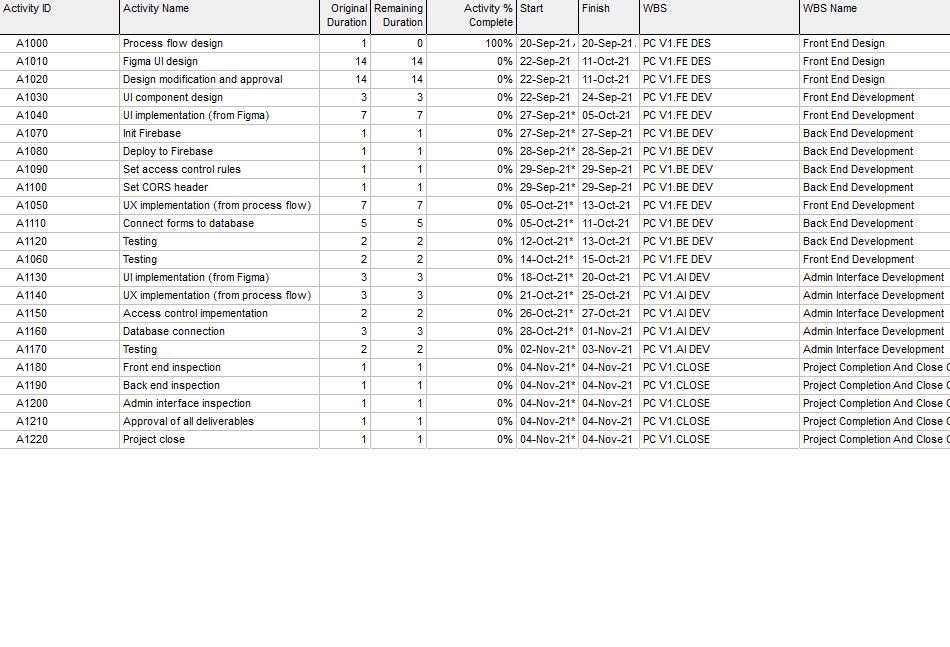 Activity ID Activity Name Original Duration Remaining Duration Activity % Complete Start Finish WBS WBS Name
A1000 Process flow design 1 0 100% 20-Sep-21 20-Sep-21 PC V1.FE DES Front End Design
A1010 Figma UI design 14 14 0% 22-Sep-21 11-Oct-21 PC V1.FE DES Front End Design
A1020 Design modification and approval 14 14 0% 22-Sep-21 11-Oct-21 PC V1.FE DES Front End Design
A1030 UI component design 3 3 0% 22-Sep-21 24-Sep-21 PC V1.FE DEV Front End Development
A1040 UI implementation (from Figma) 7 7 0% 27-Sep-21* 05-Oct-21 PC V1.FE DEV Front End Development
A1070 Init Firebase 1 1 0% 27-Sep-21* 27-Sep-21 PC V1.BE DEV Back End Development
A1080 Deploy to Firebase 1 1 0% 28-Sep-21* 28-Sep-21 PC V1.BE DEV Back End Development
A1090 Set access control rules 1 1 0% 29-Sep-21* 29-Sep-21 PC V1.BE DEV Back End Development
A1100 Set CORS header 1 1 0% 29-Sep-21* 29-Sep-21 PC V1.BE DEV Back End Development
A1050 UX implementation (from process flow) 7 7 0% 05-Oct-21* 13-Oct-21 PC V1.FE DEV Front End Development
A1110 Connect forms to database 5 5 0% 05-Oct-21* 11-Oct-21 PC V1.BE DEV Back End Development
A1120 Testing 2 2 0% 12-Oct-21* 13-Oct-21 PC V1.BE DEV Back End Development
A1060 Testing 2 2 0% 14-Oct-21* 15-Oct-21 PC V1.FE DEV Front End Development
A1130 UI implementation (from Figma) 3 3 0% 18-Oct-21* 20-Oct-21 PC V1.AI DEV Admin Interface Development
A1140 UX implementation (from process flow) 3 3 0% 21-Oct-21* 25-Oct-21 PC V1.AI DEV Admin Interface Development
A1150 Access control impementation 2 2 0% 26-Oct-21* 27-Oct-21 PC V1.AI DEV Admin Interface Development
A1160 Database connection 3 3 0% 28-Oct-21* 01-Nov-21 PC V1.AI DEV Admin Interface Development
A1170 Testing 2 2 0% 02-Nov-21* 03-Nov-21 PC V1.AI DEV Admin Interface Development
A1180 Front end inspection 1 1 0% 04-Nov-21* 04-Nov-21 PC V1.CLOSE Project Completion And Close
A1190 Back end inspection 1 1 0% 04-Nov-21* 04-Nov-21 PC V1.CLOSE Project Completion And Close
A1200 Admin interface inspection 1 1 0% 04-Nov-21* 04-Nov-21 PC V1.CLOSE Project Completion And Close
A1210 Approval of all deliverables 1 1 0% 04-Nov-21* 04-Nov-21 PC V1.CLOSE Project Completion And Close
A1220 Project close 1 1 0% 04-Nov-21* 04-Nov-21 PC V1.CLOSE Project Completion And Close